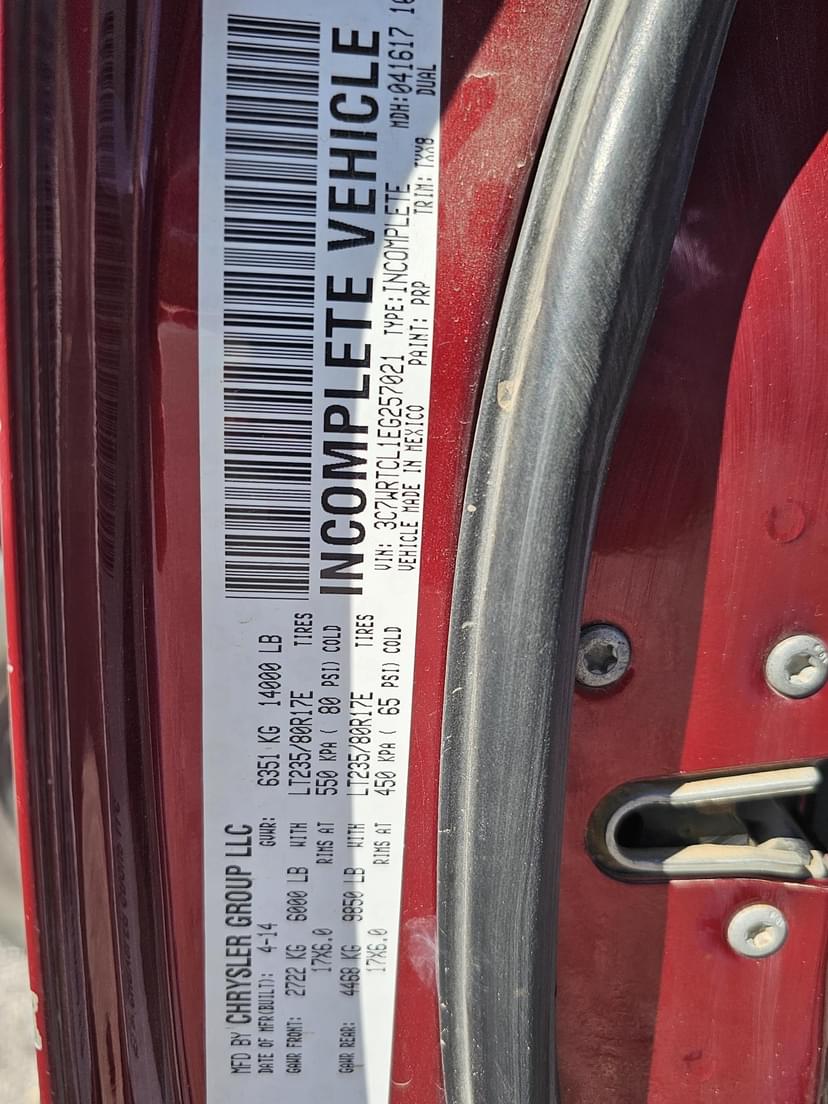 MFD BY CHRYSLER GROUP LLC
DATE OF MFR(BUILT): 4-14 GVWR: 6351 KG 14000 LB
GAWR FRONT: 2722 KG 6000 LB WITH LT235/80R17E TIRES
17X6.0 RIMS AT 550 KPA ( 80 PSI) COLD
GAWR REAR: 4468 KG 9850 LB WITH LT235/80R17E TIRES
17X6.0 RIMS AT 450 KPA ( 65 PSI) COLD
INCOMPLETE VEHICLE
VIN: 3C7WRTCL1EG257021 TYPE: INCOMPLETE MDH: 041617
VEHICLE MADE IN MEXICO PAINT: PRP TRIM: TXX8 DUAL